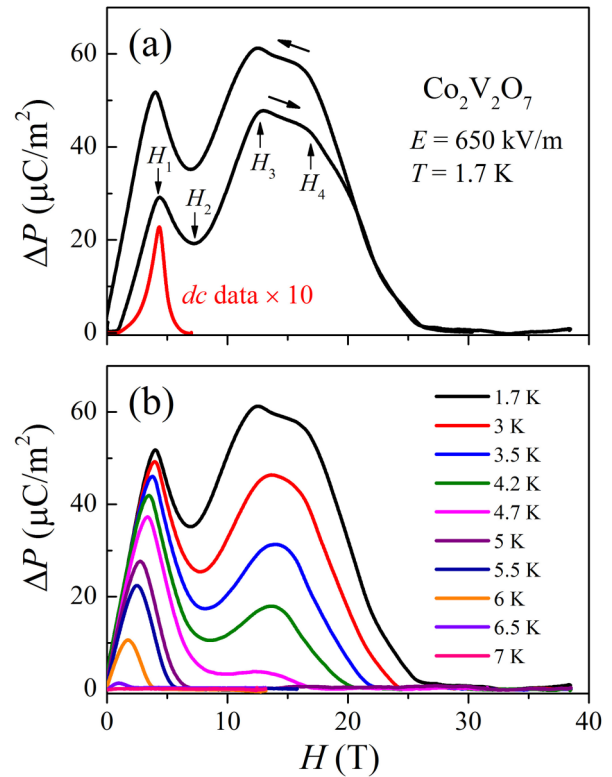 (a)
Co₂V₂O₇
E = 650 kV/m
T = 1.7 K
H₁
H₂
H₃
H₄
dc data × 10
ΔP (μC/m²)
60
40
20
0
(b)
1.7 K
3 K
3.5 K
4.2 K
4.7 K
5 K
5.5 K
6 K
6.5 K
7 K
ΔP (μC/m²)
60
40
20
0
0 10 20 30 40
H (T)